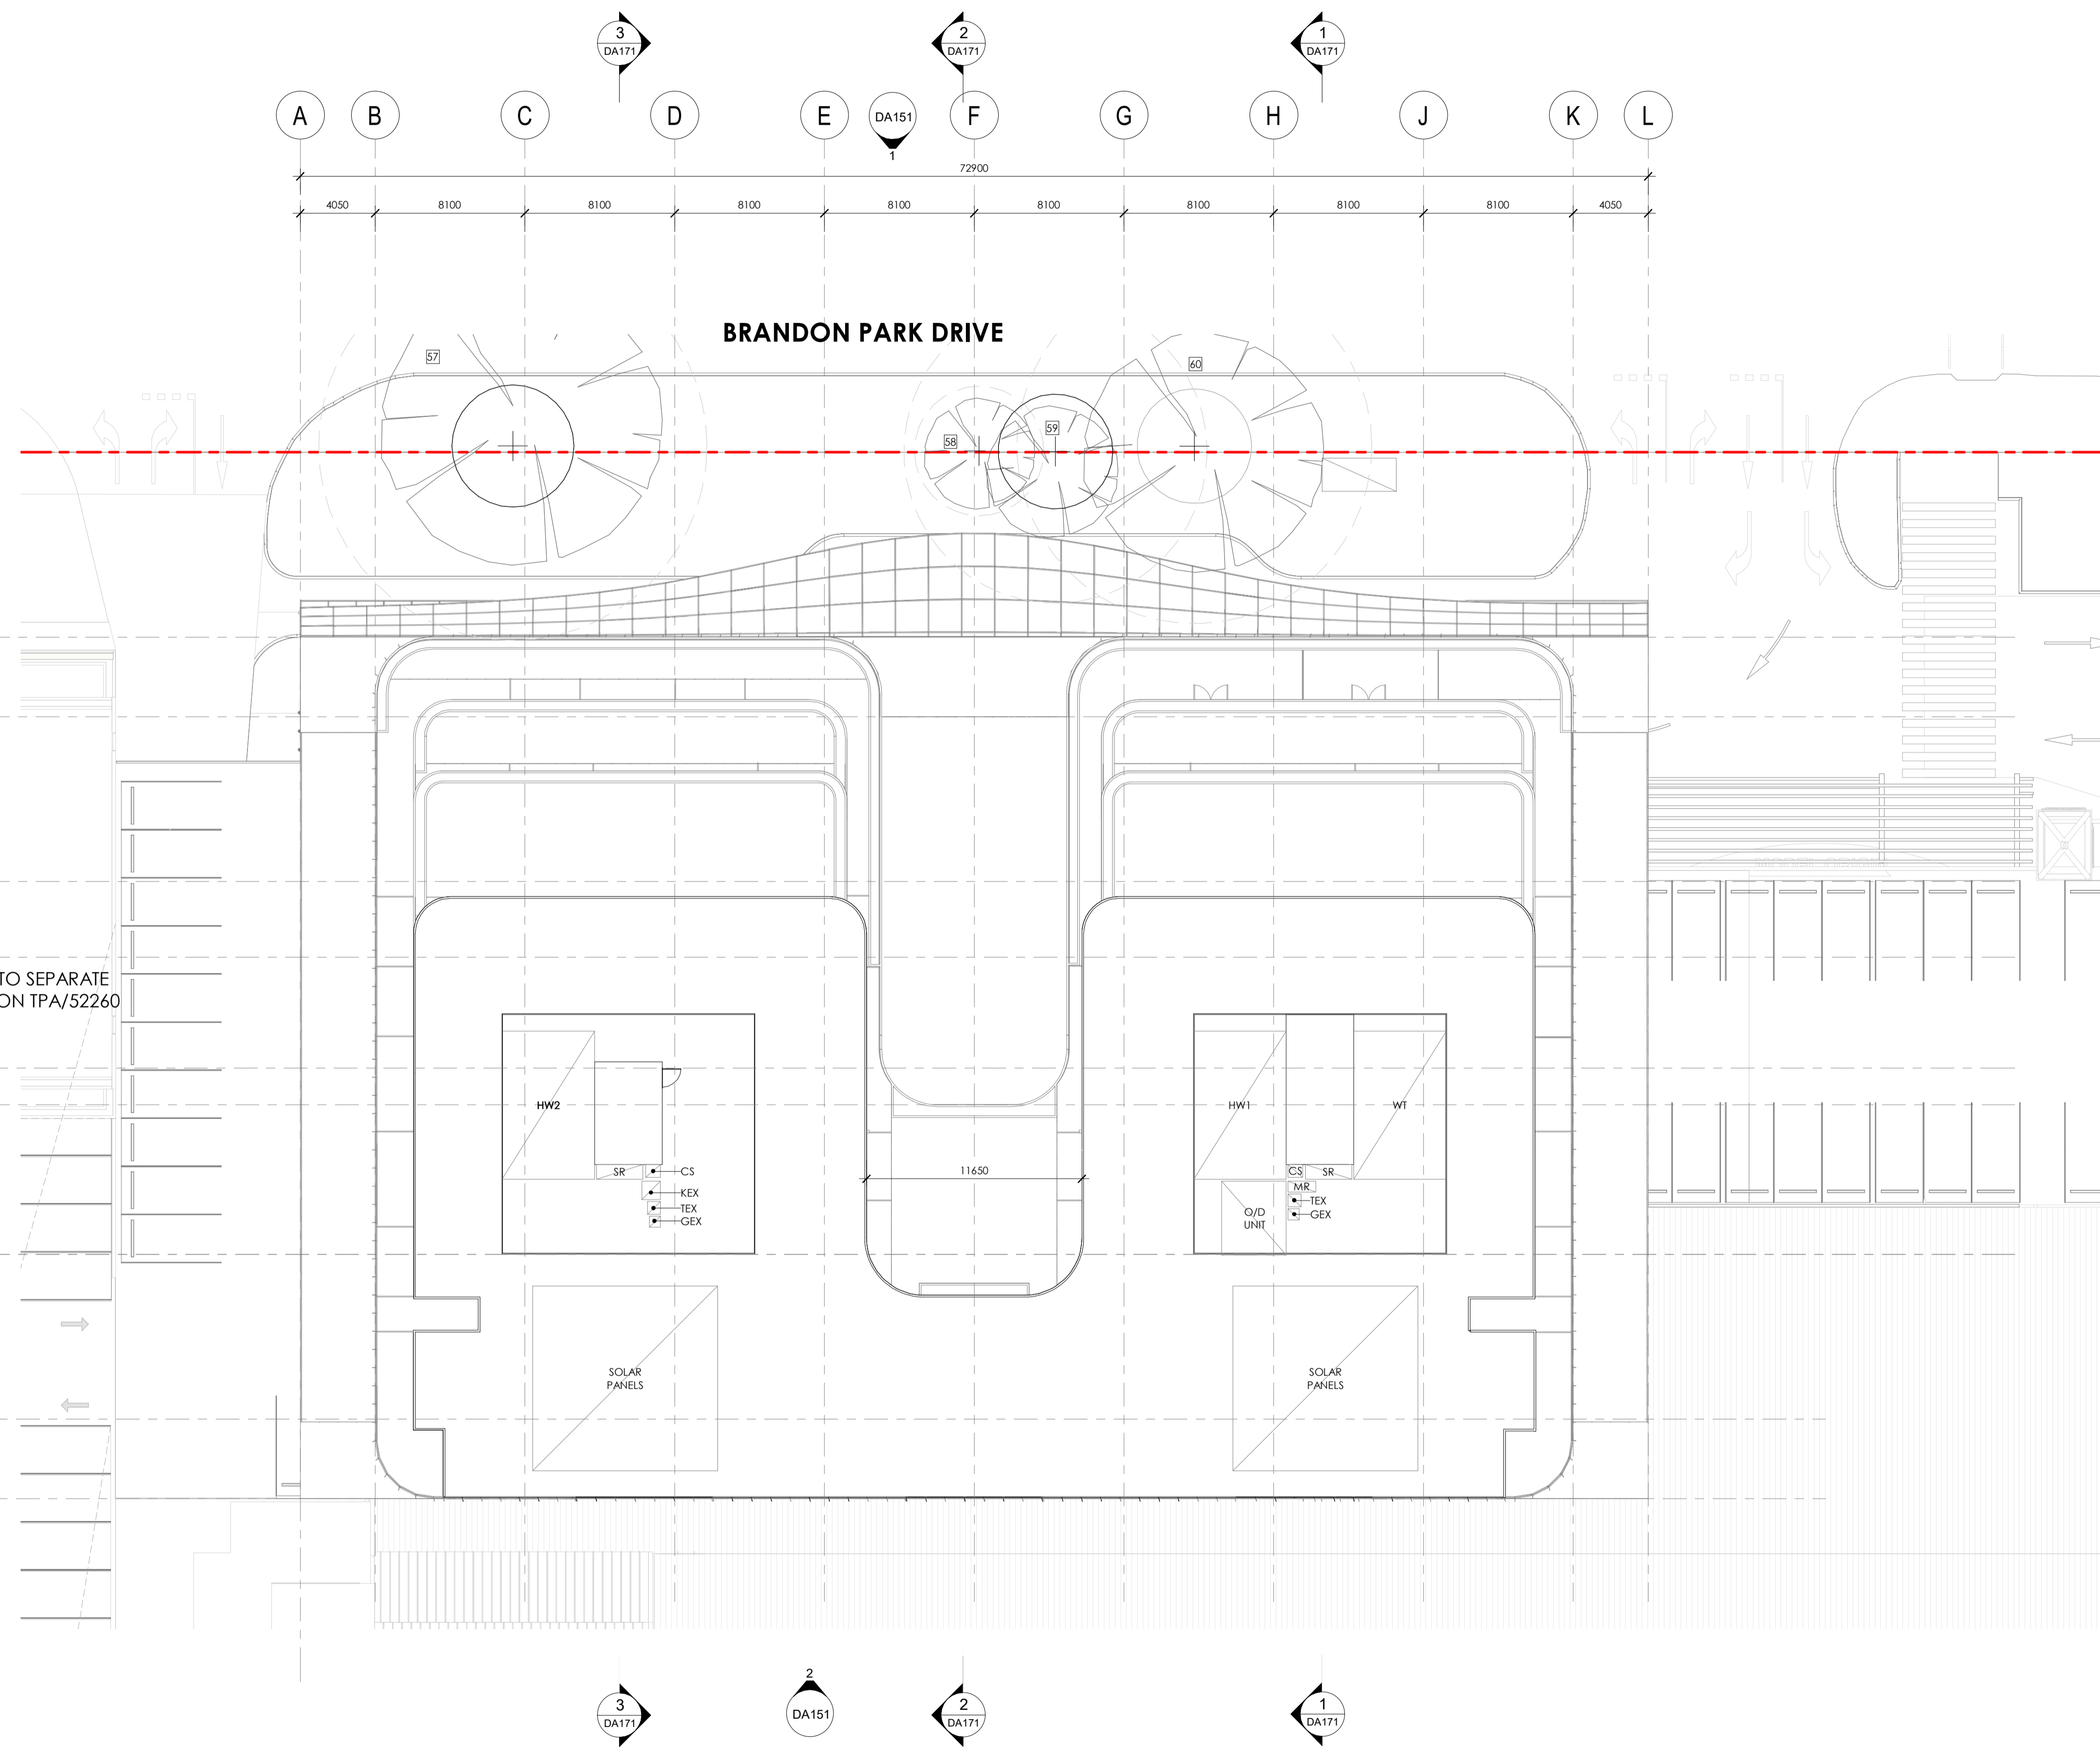 3
DA171
2
DA171
1
DA171
A
B
C
D
E
DA151
1
F
G
H
J
K
L
72900
4050
8100
8100
8100
8100
8100
8100
8100
8100
4050
BRANDON PARK DRIVE
57
60
58
59
TO SEPARATE
ON TPA/52260
HW2
HW1
WT
SR
CS
KEX
TEX
GEX
11650
CS
SR
MR
TEX
GEX
O/D
UNIT
SOLAR
PANELS
SOLAR
PANELS
3
DA171
2
DA151
2
DA171
1
DA171